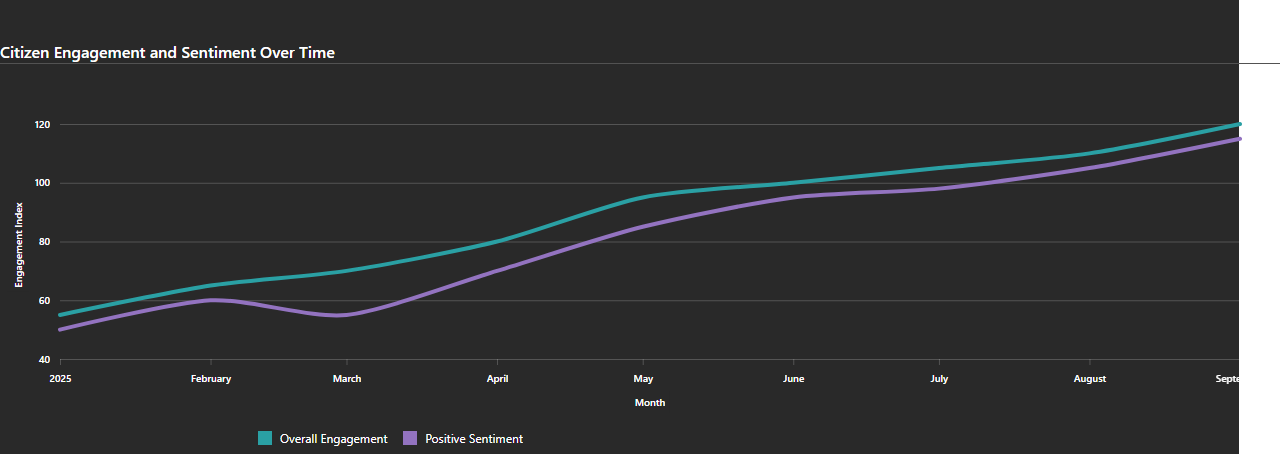 Citizen Engagement and Sentiment Over Time
120
100
80
60
40
Engagement Index
2025 February March April May June July August Septe
Month
Overall Engagement Positive Sentiment